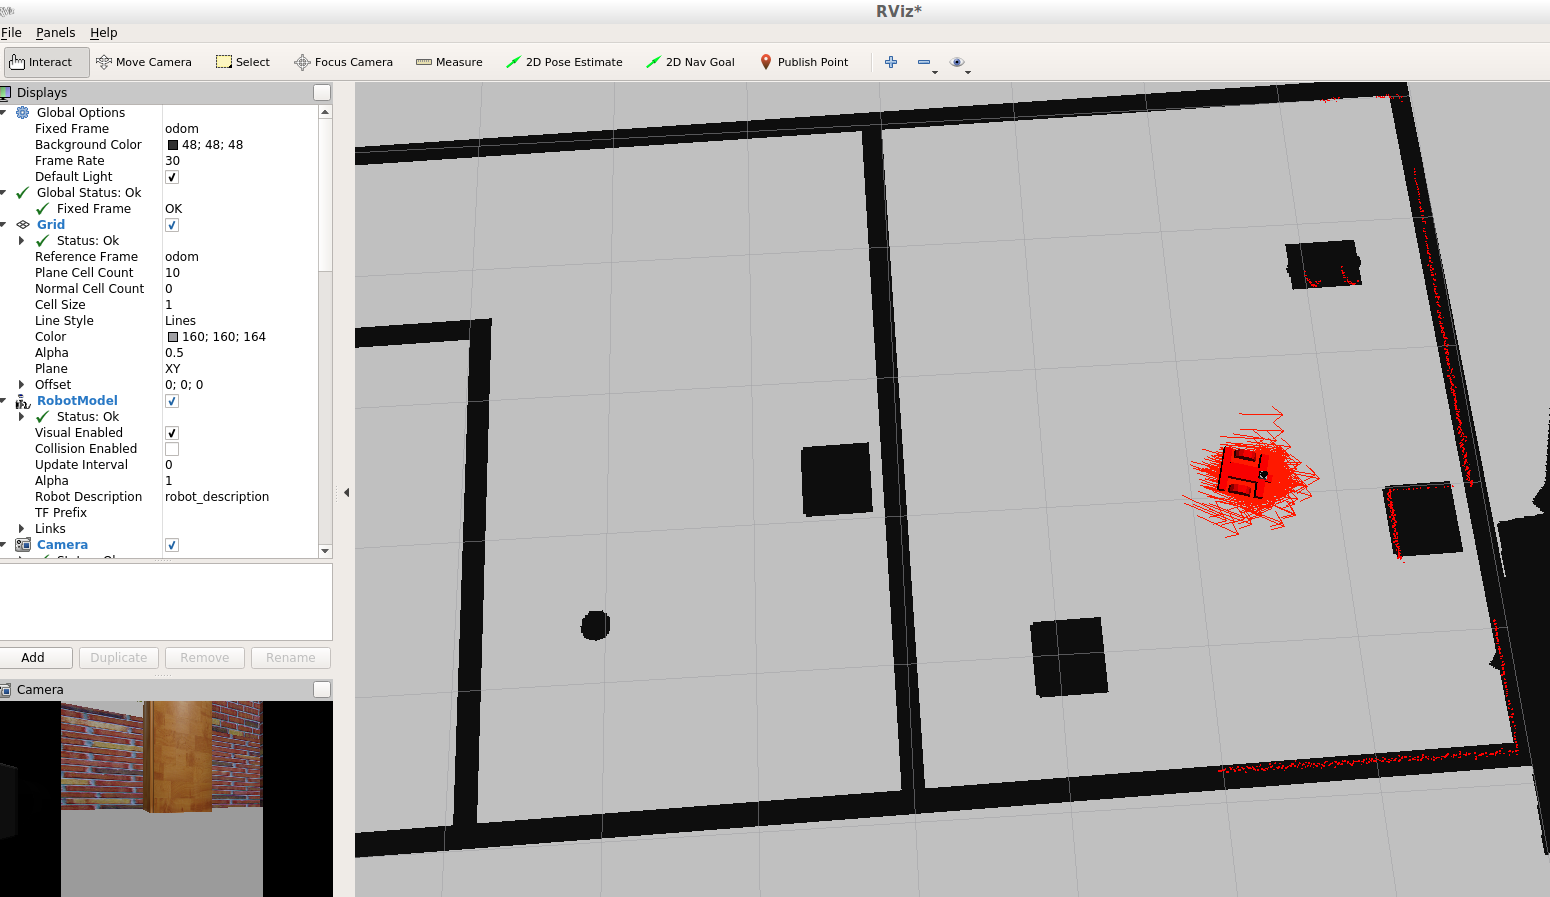 RViz*
File Panels Help
Interact Move Camera Select Focus Camera Measure 2D Pose Estimate 2D Nav Goal Publish Point
Displays
Global Options
Fixed Frame odom
Background Color 48; 48; 48
Frame Rate 30
Default Light
Global Status: Ok
Fixed Frame OK
Grid
Status: Ok
Reference Frame odom
Plane Cell Count 10
Normal Cell Count 0
Cell Size 1
Line Style Lines
Color 160; 160; 164
Alpha 0.5
Plane XY
Offset 0; 0; 0
RobotModel
Status: Ok
Visual Enabled
Collision Enabled
Update Interval 0
Alpha 1
Robot Description robot_description
TF Prefix
Links
Camera
Add Duplicate Remove Rename
Camera